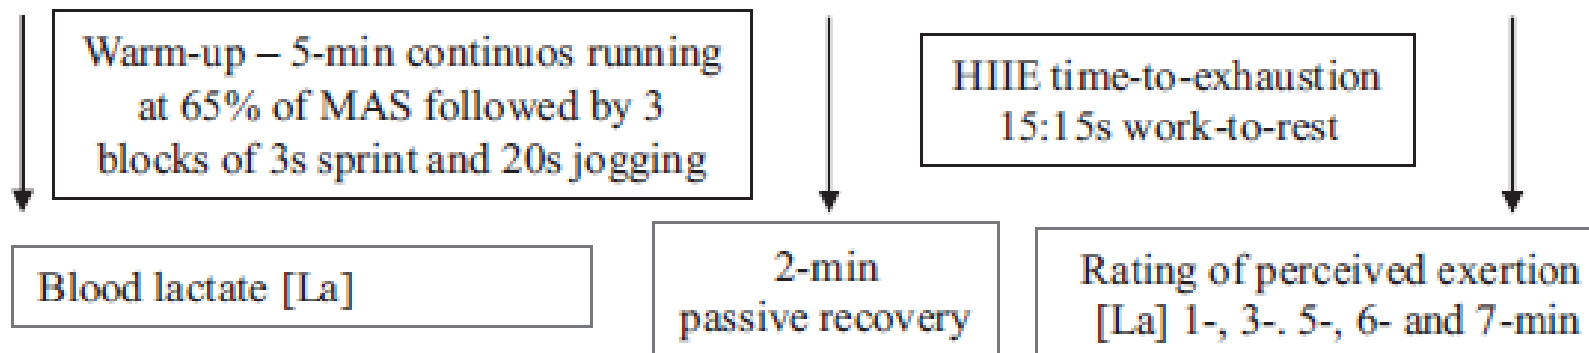 Warm-up – 5-min continuos running
at 65% of MAS followed by 3
blocks of 3s sprint and 20s jogging
HIIE time-to-exhaustion
15:15s work-to-rest
Blood lactate [La]
2-min
passive recovery
Rating of perceived exertion
[La] 1-, 3-. 5-, 6- and 7-min